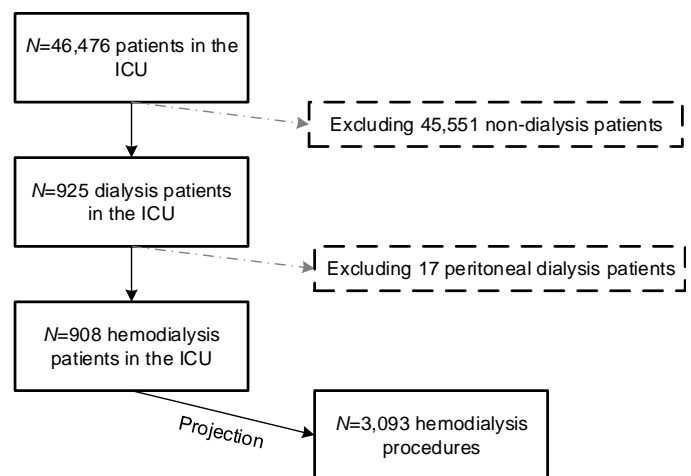 N=46,476 patients in the
ICU
Excluding 45,551 non-dialysis patients
N=925 dialysis patients
in the ICU
Excluding 17 peritoneal dialysis patients
N=908 hemodialysis
patients in the ICU
Projection
N=3,093 hemodialysis
procedures